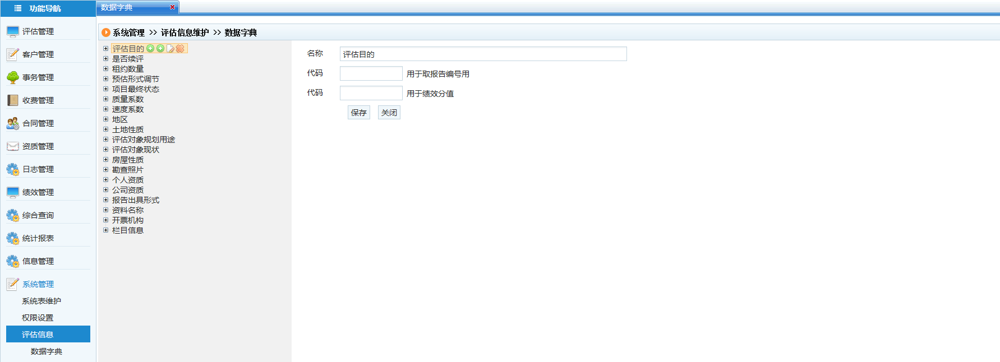 功能导航
评估管理
客户管理
事务管理
收费管理
合同管理
资质管理
日志管理
绩效管理
综合查询
统计报表
信息管理
系统管理
系统表维护
权限设置
评估信息
数据字典
数据字典
系统管理 >> 评估信息维护 >> 数据字典
评估目的
是否续评
租约数量
预估形式调节
项目最终状态
质量系数
速度系数
地区
土地性质
评估对象规划用途
评估对象现状
房屋性质
勘查照片
个人资质
公司资质
报告出具形式
资料名称
开票机构
栏目信息
名称 评估目的
代码 用于取报告编号用
代码 用于绩效分值
保存 关闭